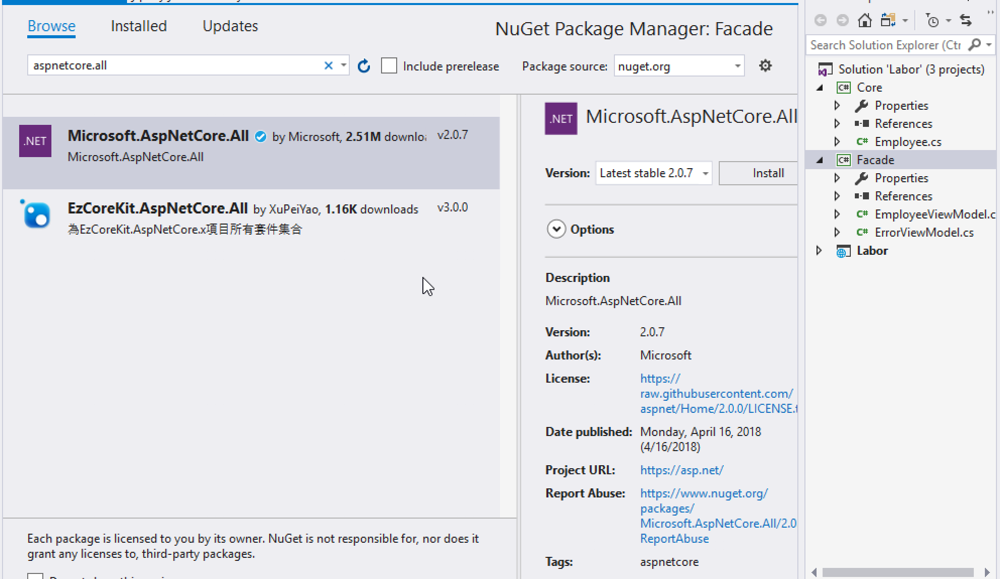 Browse
Installed
Updates
NuGet Package Manager: Facade
aspnetcore.all
Include prerelease
Package source:
nuget.org
.NET
Microsoft.AspNetCore.All
by Microsoft, 2.51M
v2.0.7
Microsoft.AspNetCore.All
EzCoreKit.AspNetCore.All by XuPeiYao, 1.16K downloads
v3.0.0
為EzCoreKit.AspNetCore.x項目所有套件集合
Each package is licensed to you by its owner. NuGet is not responsible for, nor does it
grant any licenses to, third-party packages.
.NET
Microsoft.AspNetCore.All
Version:
Latest stable 2.0.7
Install
Options
Description
Microsoft.AspNetCore.All
Version:
2.0.7
Author(s):
Microsoft
License:
https://
raw.githubusercontent.com/
aspnet/Home/2.0.0/LICENSE.
Date published:
Monday, April 16, 2018
(4/16/2018)
Project URL:
https://asp.net/
Report Abuse:
https://www.nuget.org/
packages/
Microsoft.AspNetCore.All/2.0
ReportAbuse
Tags:
aspnetcore
Search Solution Explorer (Ctr
Solution 'Labor' (3 projects)
C# Core
Properties
References
C# Employee.cs
C# Facade
Properties
References
C# EmployeeViewModel.c
C# ErrorViewModel.cs
Labor